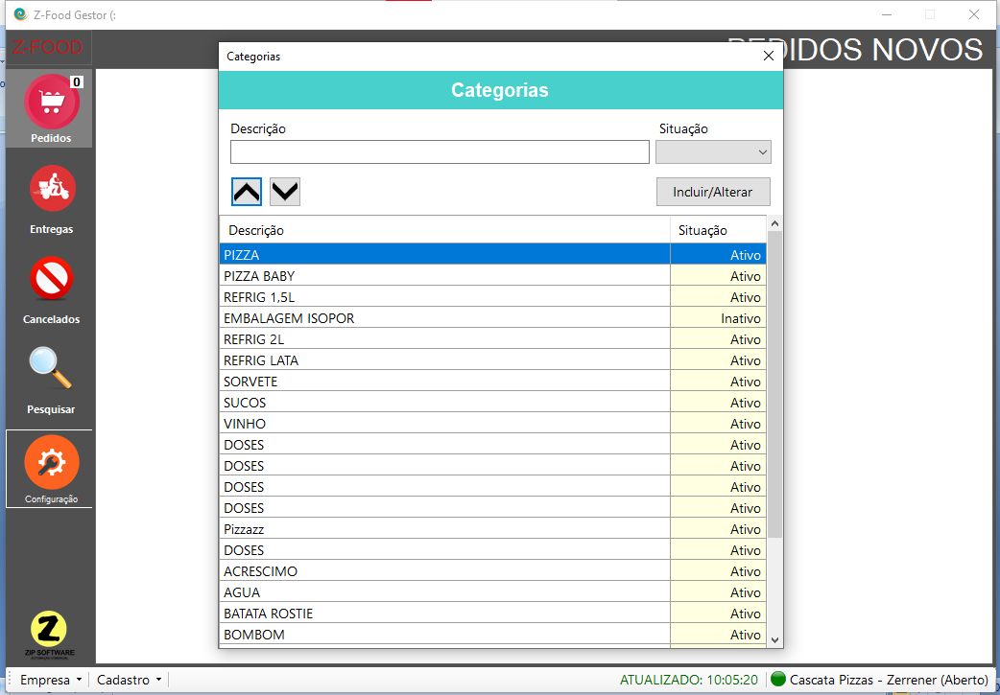 Z-Food Gestor (:
Z-FOOD
PEDIDOS NOVOS
0
Pedidos
Entregas
Cancelados
Pesquisar
Configuração
ZIP SOFTWARE
AUTOMAÇÃO COMERCIAL
Categorias
Categorias
Descrição Situação
Incluir/Alterar
Descrição Situação
PIZZA Ativo
PIZZA BABY Ativo
REFRIG 1,5L Ativo
EMBALAGEM ISOPOR Inativo
REFRIG 2L Ativo
REFRIG LATA Ativo
SORVETE Ativo
SUCOS Ativo
VINHO Ativo
DOSES Ativo
DOSES Ativo
DOSES Ativo
DOSES Ativo
Pizzazz Ativo
DOSES Ativo
ACRESCIMO Ativo
AGUA Ativo
BATATA ROSTIE Ativo
BOMBOM Ativo
Empresa Cadastro ATUALIZADO: 10:05:20 Cascata Pizzas - Zerrener (Aberto)